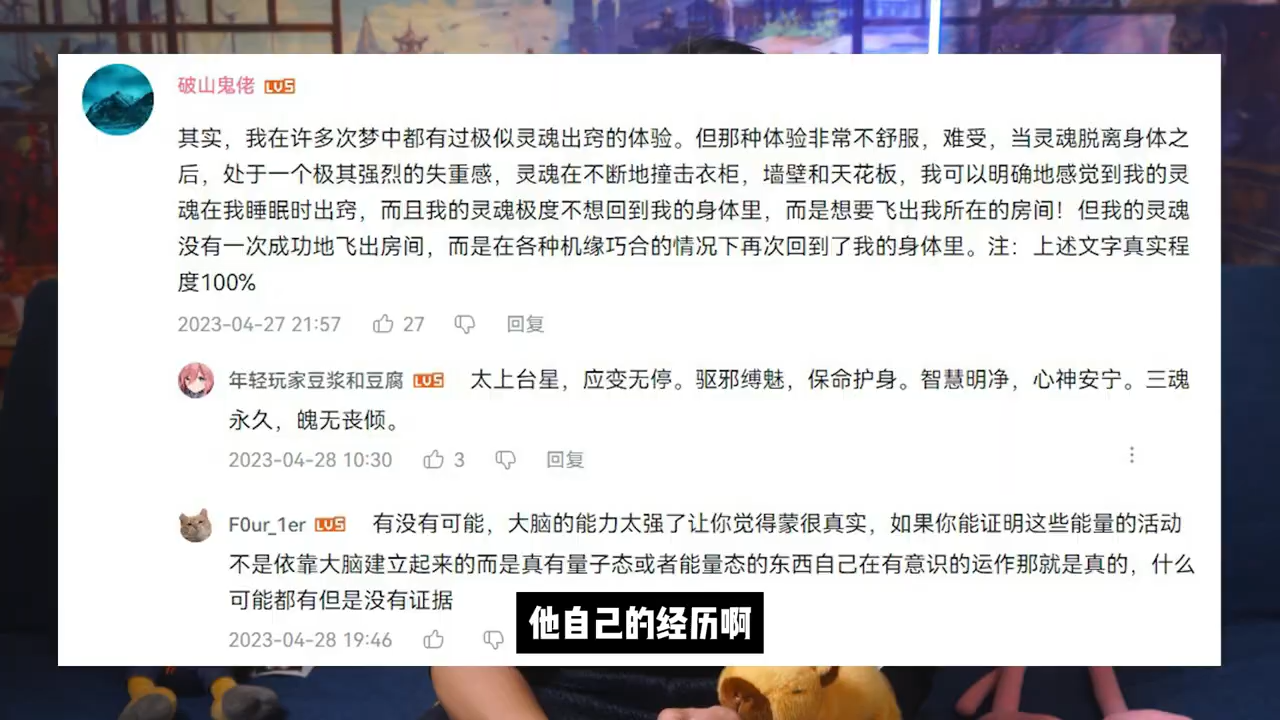 破山鬼佬 LV5
其实，我在许多次梦中都有过极似灵魂出窍的体验。但那种体验非常不舒服，难受，当灵魂脱离身体之
后，处于一个极其强烈的失重感，灵魂在不断地撞击衣柜，墙壁和天花板，我可以明确地感觉到我的灵
魂在我睡眠时出窍，而且我的灵魂极度不想回到我的身体里，而是想要飞出我所在的房间！但我的灵魂
没有一次成功地飞出房间，而是在各种机缘巧合的情况下再次回到了我的身体里。注：上述文字真实程
度100%
2023-04-27 21:57 27 回复
年轻玩家豆浆和豆腐 LV5 太上台星，应变无停。驱邪缚魅，保命护身。智慧明净，心神安宁。三魂
永久，魄无丧倾。
2023-04-28 10:30 3 回复
F0ur_1er LV5 有没有可能，大脑的能力太强了让你觉得蒙很真实，如果你能证明这些能量的活动
不是依靠大脑建立起来的而是真有量子态或者能量态的东西自己在有意识的运作那就是真的，什么
可能都有但是没有证据
他自己的经历啊
2023-04-28 19:46